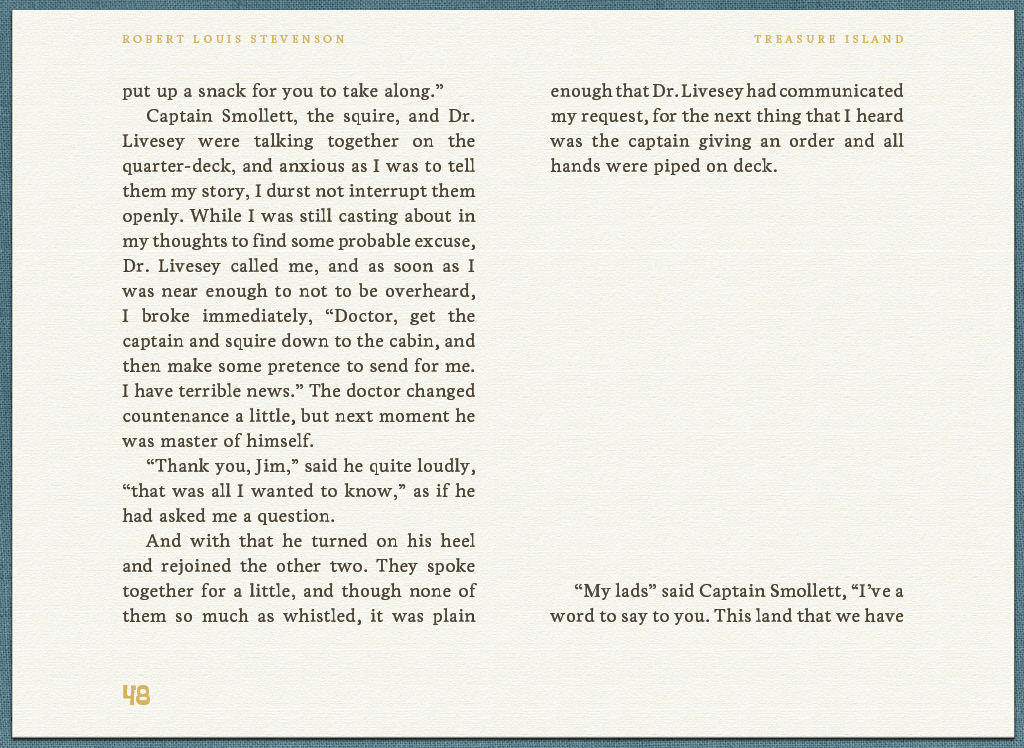 ROBERT LOUIS STEVENSON
TREASURE ISLAND
put up a snack for you to take along.”
Captain Smollett, the squire, and Dr.
Livesey were talking together on the
quarter-deck, and anxious as I was to tell
them my story, I durst not interrupt them
openly. While I was still casting about in
my thoughts to find some probable excuse,
Dr. Livesey called me, and as soon as I
was near enough to not to be overheard,
I broke immediately, “Doctor, get the
captain and squire down to the cabin, and
then make some pretence to send for me.
I have terrible news.” The doctor changed
countenance a little, but next moment he
was master of himself.
“Thank you, Jim,” said he quite loudly,
“that was all I wanted to know,” as if he
had asked me a question.
And with that he turned on his heel
and rejoined the other two. They spoke
together for a little, and though none of
them so much as whistled, it was plain
enough that Dr. Livesey had communicated
my request, for the next thing that I heard
was the captain giving an order and all
hands were piped on deck.
“My lads” said Captain Smollett, “I’ve a
word to say to you. This land that we have
48